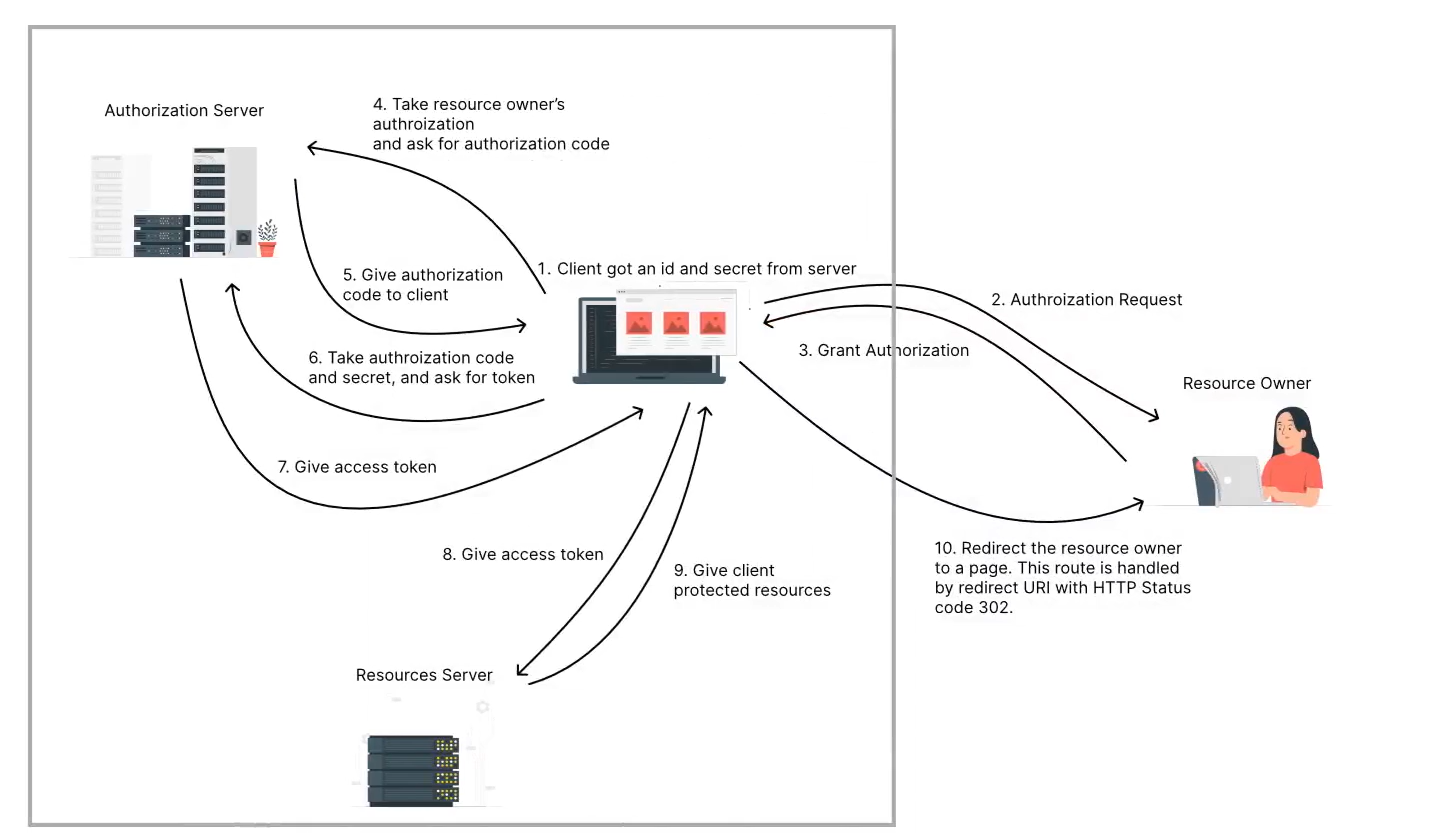 Authorization Server
4. Take resource owner’s
authroization
and ask for authorization code
1. Client got an id and secret from server
5. Give authorization
code to client
2. Authroization Request
3. Grant Authorization
6. Take authroization code
and secret, and ask for token
Resource Owner
7. Give access token
8. Give access token
9. Give client
protected resources
10. Redirect the resource owner
to a page. This route is handled
by redirect URI with HTTP Status
code 302.
Resources Server